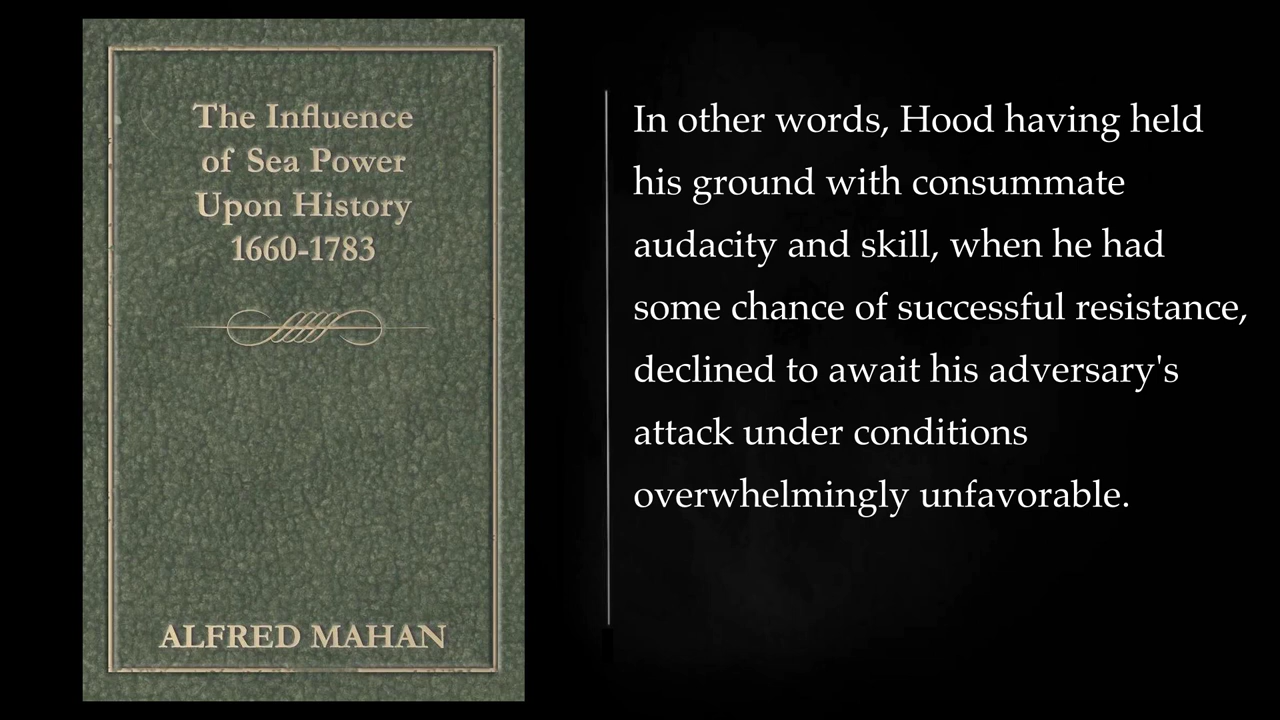 The Influence
of Sea Power
Upon History
1660-1783
ALFRED MAHAN
In other words, Hood having held
his ground with consummate
audacity and skill, when he had
some chance of successful resistance,
declined to await his adversary's
attack under conditions
overwhelmingly unfavorable.